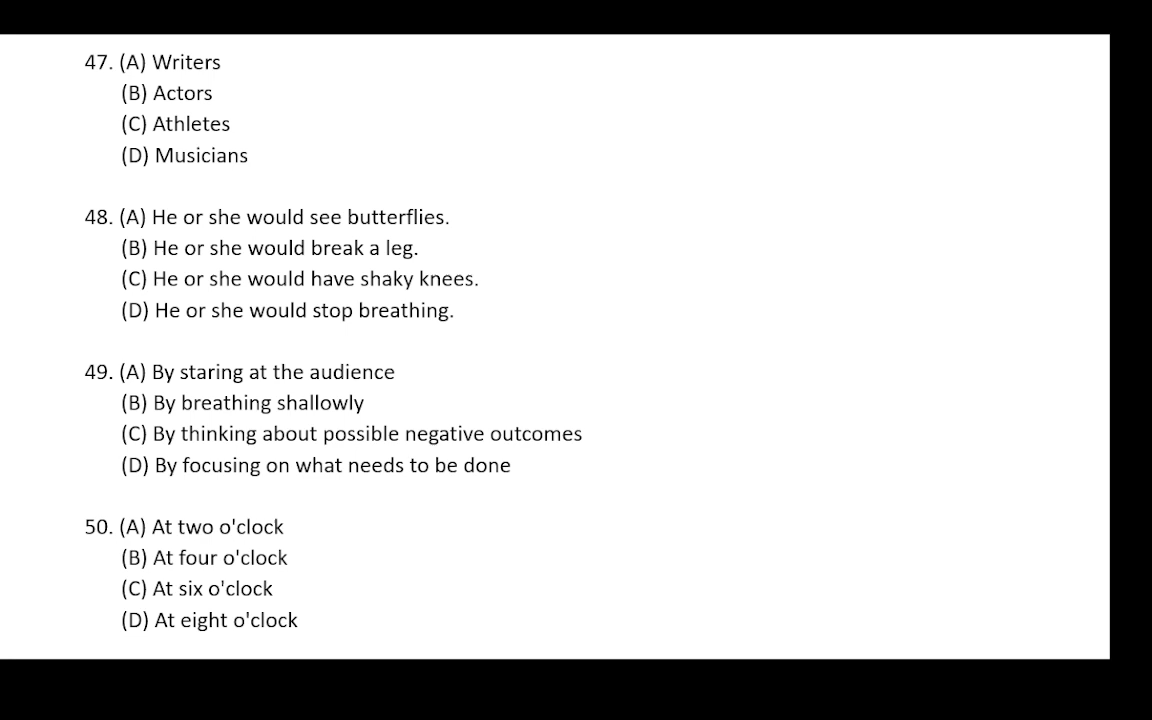 47. (A) Writers
(B) Actors
(C) Athletes
(D) Musicians
48. (A) He or she would see butterflies.
(B) He or she would break a leg.
(C) He or she would have shaky knees.
(D) He or she would stop breathing.
49. (A) By staring at the audience
(B) By breathing shallowly
(C) By thinking about possible negative outcomes
(D) By focusing on what needs to be done
50. (A) At two o'clock
(B) At four o'clock
(C) At six o'clock
(D) At eight o'clock